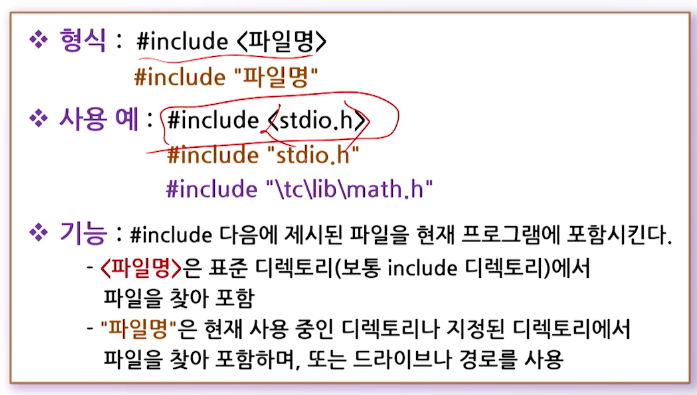 ❖ 형식 : #include <파일명>
#include "파일명"
❖ 사용 예 : #include <stdio.h>
#include "stdio.h"
#include "\tc\lib\math.h"
❖ 기능 : #include 다음에 제시된 파일을 현재 프로그램에 포함시킨다.
- <파일명>은 표준 디렉토리(보통 include 디렉토리)에서
파일을 찾아 포함
- "파일명"은 현재 사용 중인 디렉토리나 지정된 디렉토리에서
파일을 찾아 포함하며, 또는 드라이브나 경로를 사용